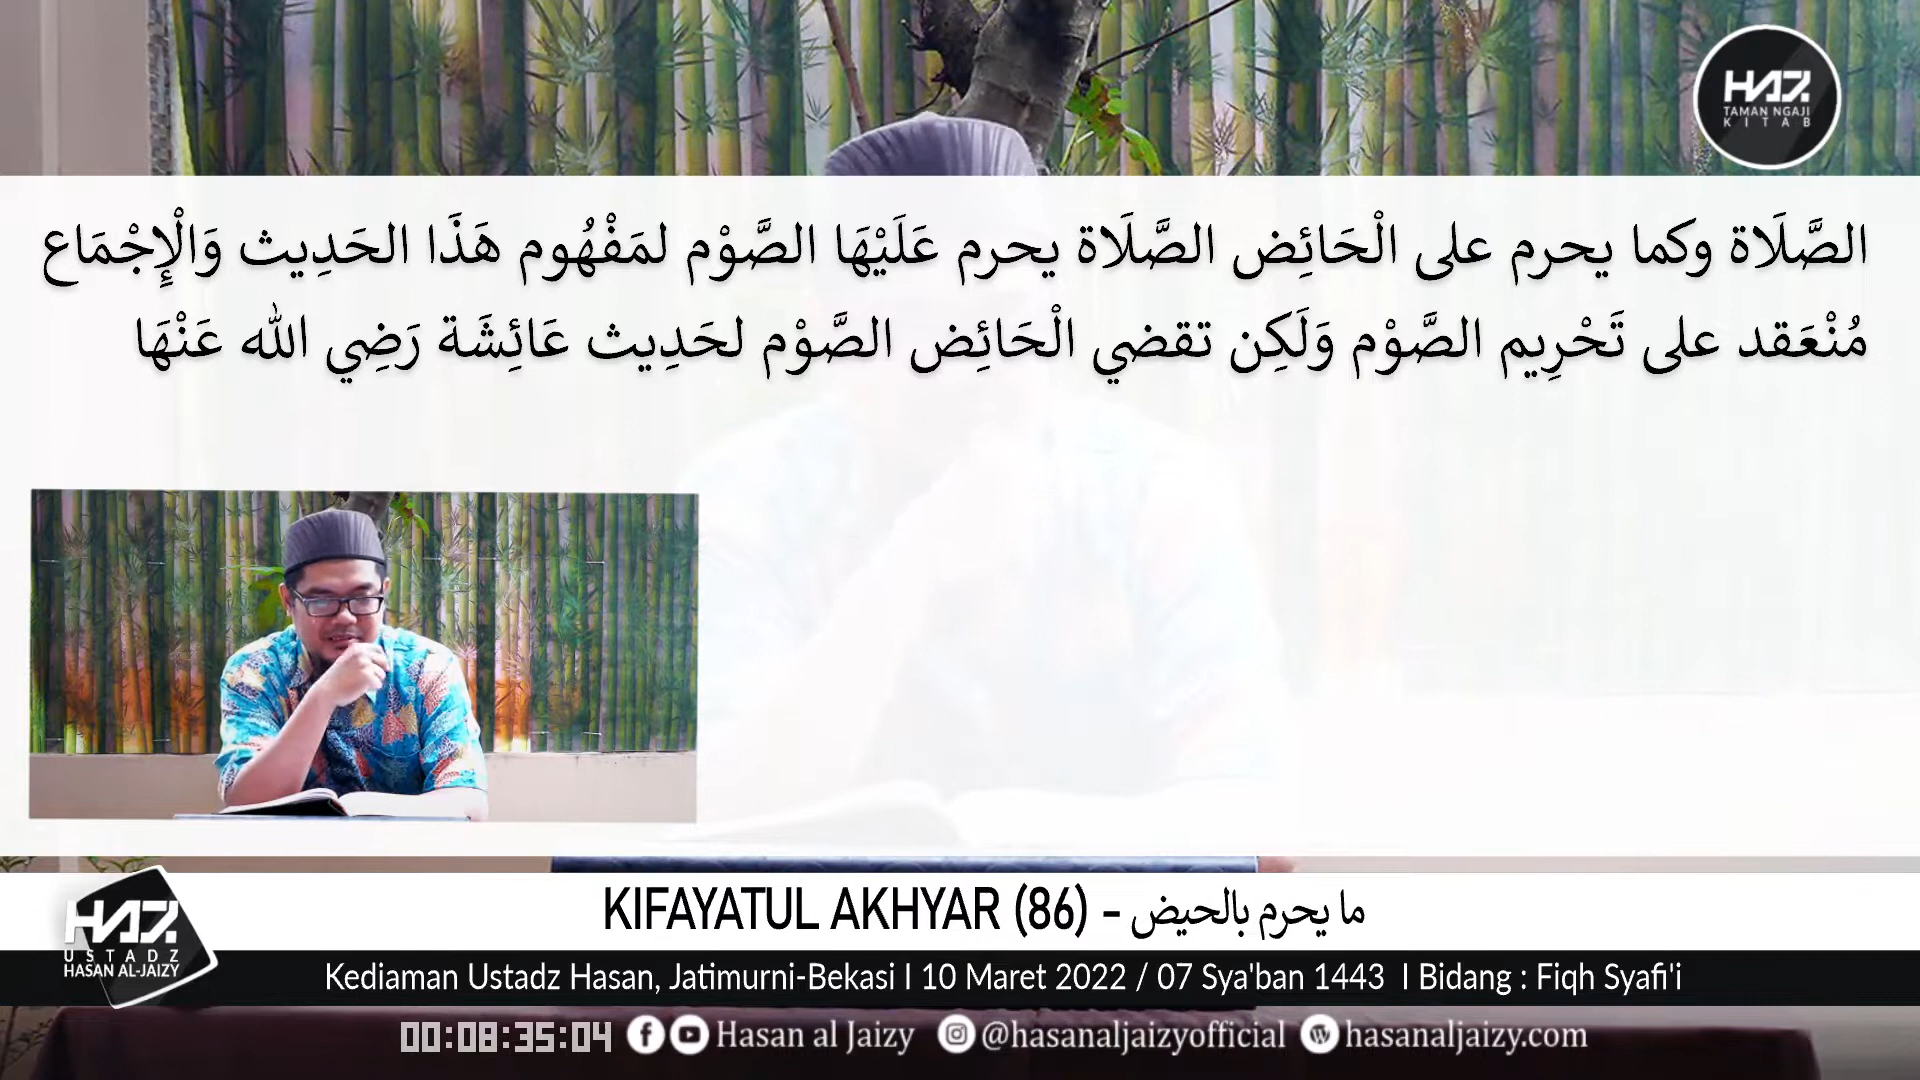 HAZ
TAMAN NGAJI
KITAB
الصَّلَاة وكما يحرم على الْحَائِض الصَّلَاة يحرم عَلَيْهَا الصَّوْم لمَفْهُوم هَذَا الحَدِيث وَالْإِجْمَاع
مُنْعَقد على تَحْرِيم الصَّوْم وَلَكِن تقضي الْحَائِض الصَّوْم لحَدِيث عَائِشَة رَضِي الله عَنْهَا
KIFAYATUL AKHYAR (86) – ما يحرم بالحيض
HAZ
USTADZ
HASAN AL-JAIZY
Kediaman Ustadz Hasan, Jatimurni-Bekasi I 10 Maret 2022 / 07 Sya'ban 1443 I Bidang : Fiqh Syafi'i
00:08:35:04 Hasan al Jaizy @hasanaljaizyofficial hasanaljaizy.com